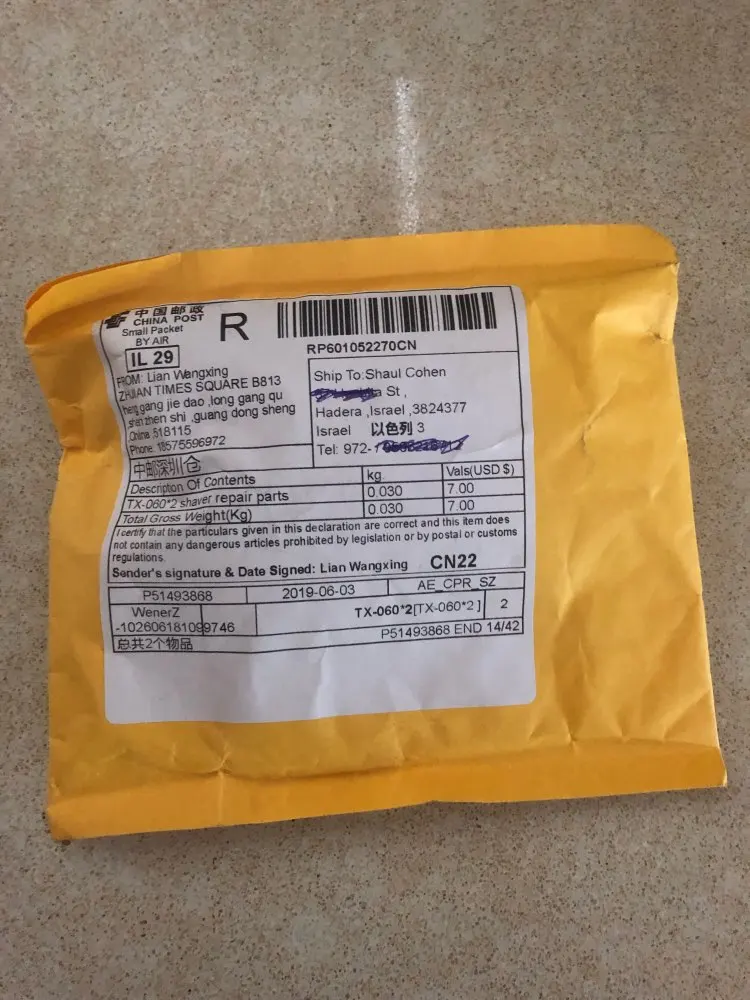 中国邮政
CHINA POST
Small Packet
BY AIR
R
IL 29
RP601052270CN
FROM: Lian Wangxing
ZHUAN TIMES SQUARE B813
heng gang jie dao ,long gang qu
shen zhen shi ,guang dong sheng
China 518115
Phone: 18575596972
中邮深圳仓
Ship To:Shaul Cohen
St ,
Hadera ,Israel ,3824377
Israel 以色列 3
Tel: 972-
Description Of Contents kg. Vals(USD $)
TX-060*2 shaver repair parts 0.030 7.00
Total Gross Weight(Kg) 0.030 7.00
I certify that the particulars given in this declaration are correct and this item does
not contain any dangerous articles prohibited by legislation or by postal or customs
regulations.
Sender's signature & Date Signed: Lian Wangxing CN22
P51493868 2019-06-03 AE_CPR_SZ
WenerZ TX-060*2[TX-060*2 ] 2
-102606181099746
P51493868 END 14/42
总共2个物品